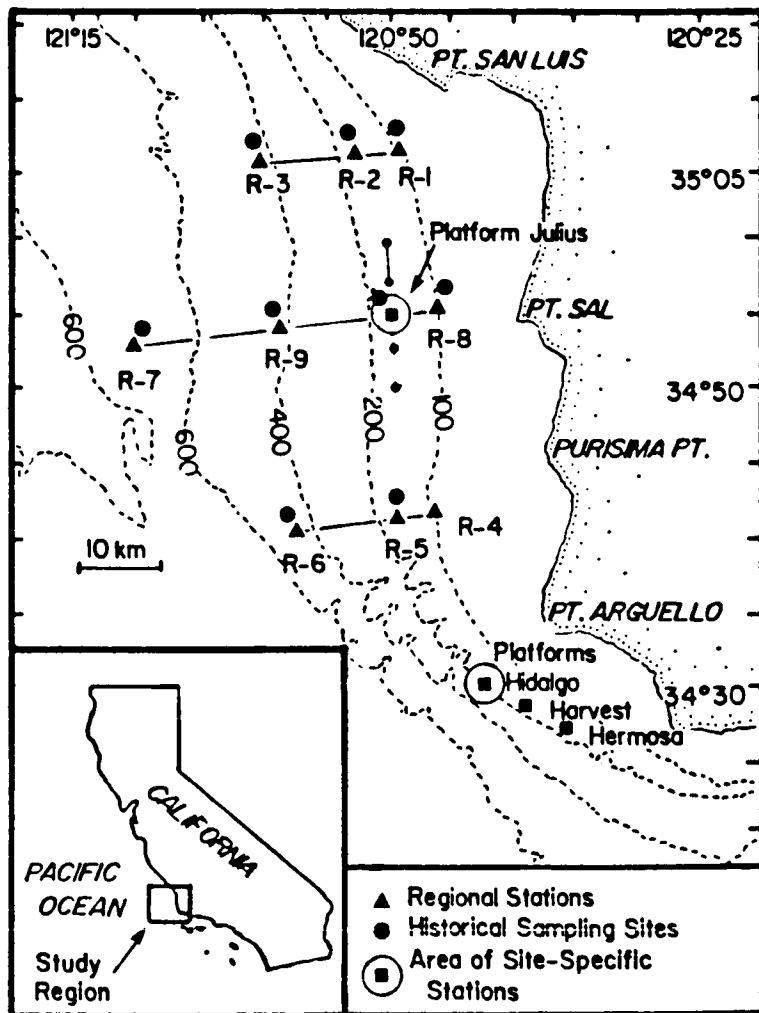 121°15'
120°50'
120°25'
PT. SAN LUIS
35°05'
R-3
R-2
R-1
Platform Julius
PT. SAL
R-8
R-9
R-7
600
600
400
200
100
34°50'
PURISIMA PT.
R-4
R-5
R-6
10 km
PT. ARGUELLO
Platforms
Hidalgo
34°30'
Harvest
Hermosa
CALIFORNIA
PACIFIC
OCEAN
Study
Region
Regional Stations
Historical Sampling Sites
Area of Site-Specific
Stations